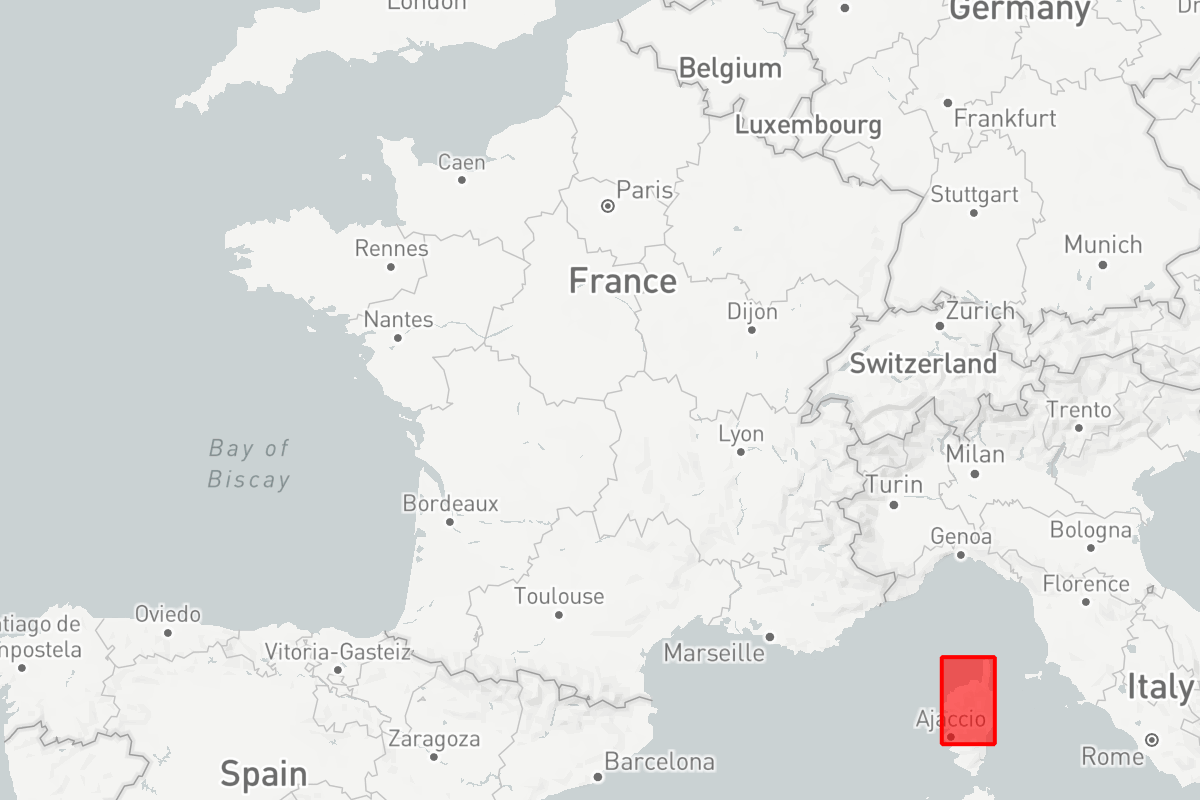 London
Germany
Dr
Belgium
Luxembourg
Frankfurt
Caen
Paris
Stuttgart
Rennes
Munich
France
Nantes
Dijon
Zurich
Switzerland
Trento
Bay of
Biscay
Lyon
Milan
Turin
Bordeaux
Genoa
Bologna
Toulouse
Florence
Oviedo
tiago de
mpostela
Vitoria-Gasteiz
Marseille
Italy
Ajaccio
Zaragoza
Rome
Spain
Barcelona